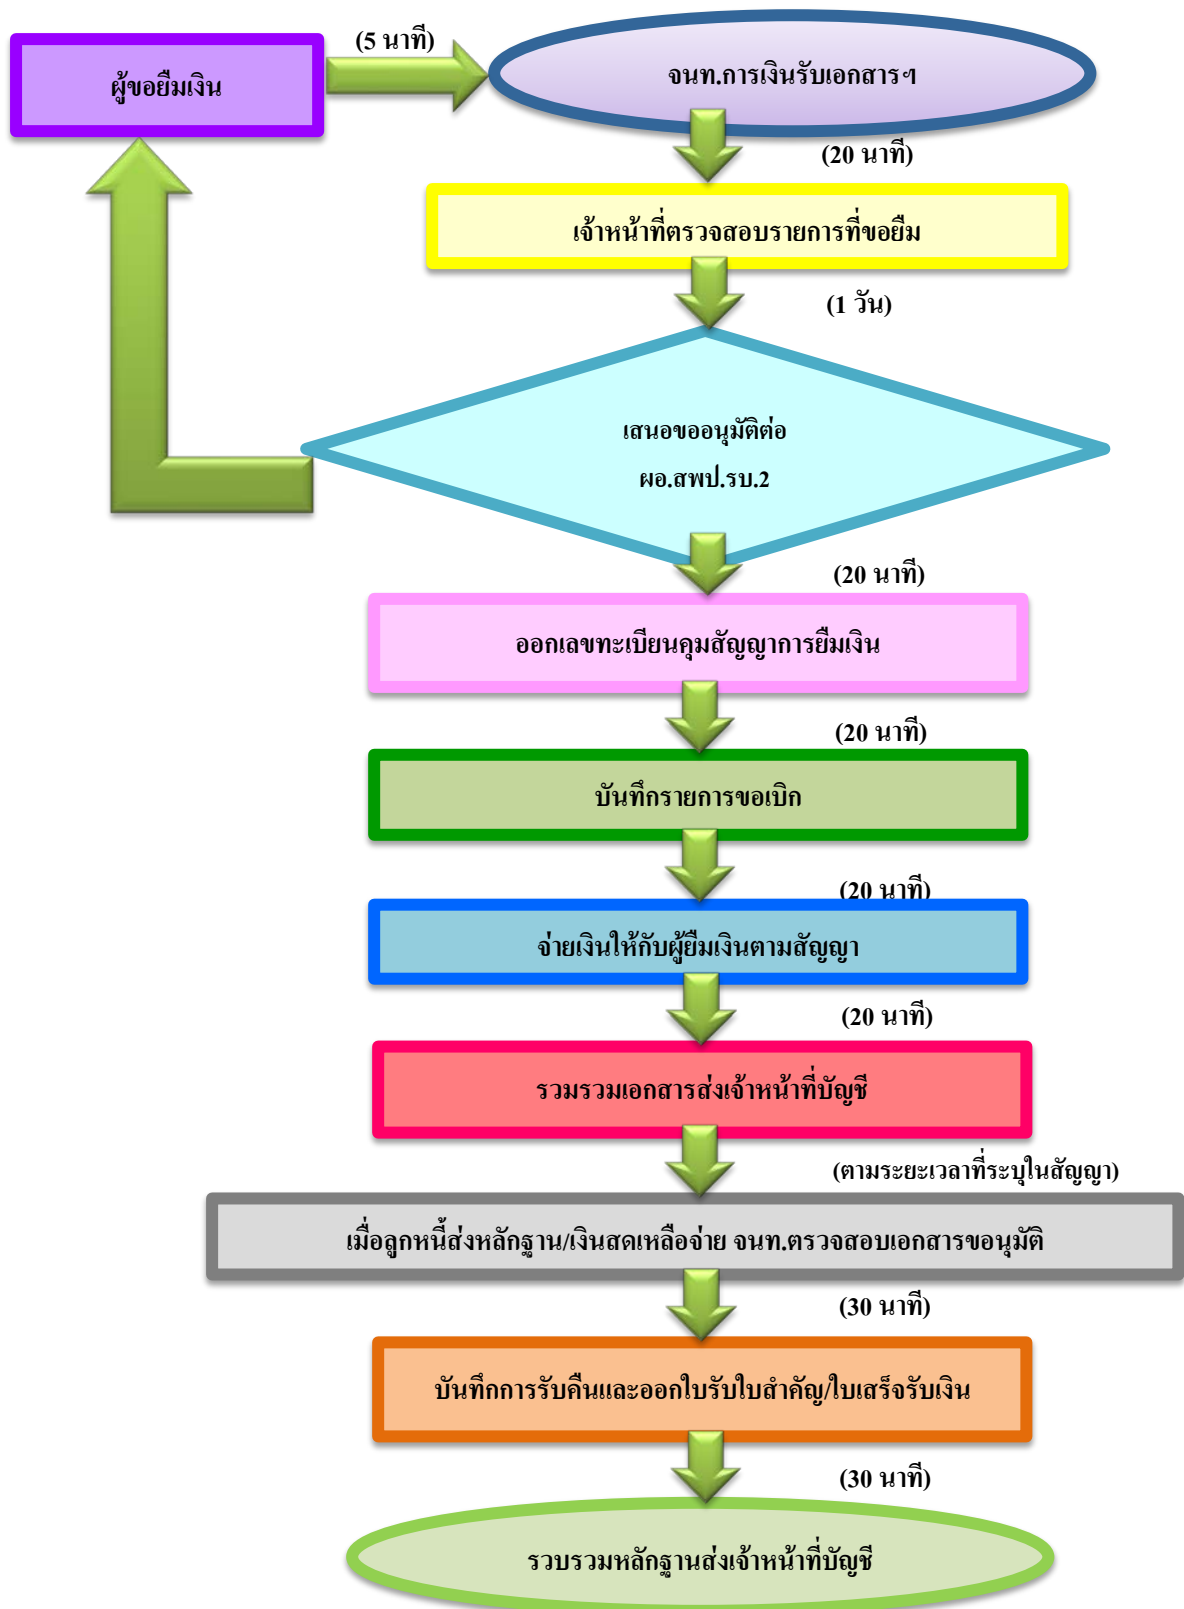 (5 นาที)
ผู้ขอยืมเงิน
จนท.การเงินรับเอกสารฯ
(20 นาที)
เจ้าหน้าที่ตรวจสอบรายการที่ขอยืม
(1 วัน)
เสนอขออนุมัติต่อ
ผอ.สพป.รบ.2
(20 นาที)
ออกเลขทะเบียนคุมสัญญาการยืมเงิน
(20 นาที)
บันทึกรายการขอเบิก
(20 นาที)
จ่ายเงินให้กับผู้ยืมเงินตามสัญญา
(20 นาที)
รวมรวมเอกสารส่งเจ้าหน้าที่บัญชี
(ตามระยะเวลาที่ระบุในสัญญา)
เมื่อลูกหนี้ส่งหลักฐาน/เงินสดเหลือจ่าย จนท.ตรวจสอบเอกสารขอนุมัติ
(30 นาที)
บันทึกการรับคืนและออกใบรับใบสำคัญ/ใบเสร็จรับเงิน
(30 นาที)
รวบรวมหลักฐานส่งเจ้าหน้าที่บัญชี